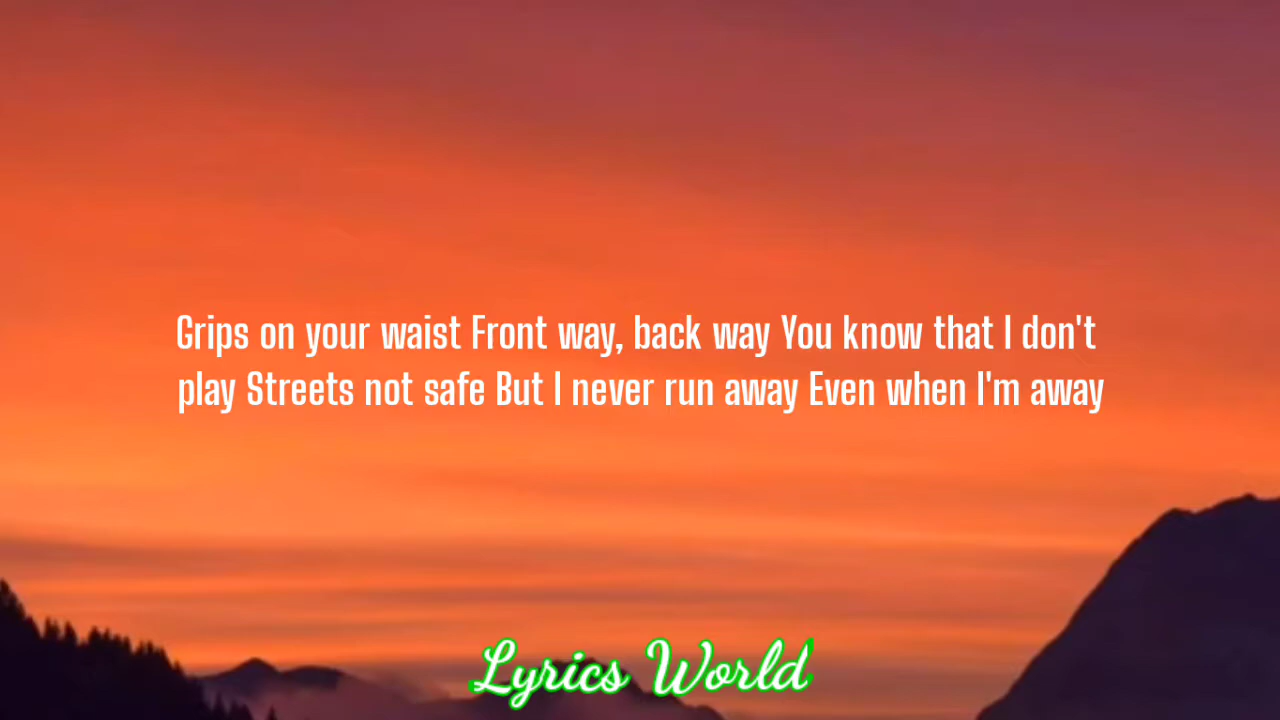 Grips on your waist Front way, back way You know that I don't
play Streets not safe But I never run away Even when I'm away
Lyrics World